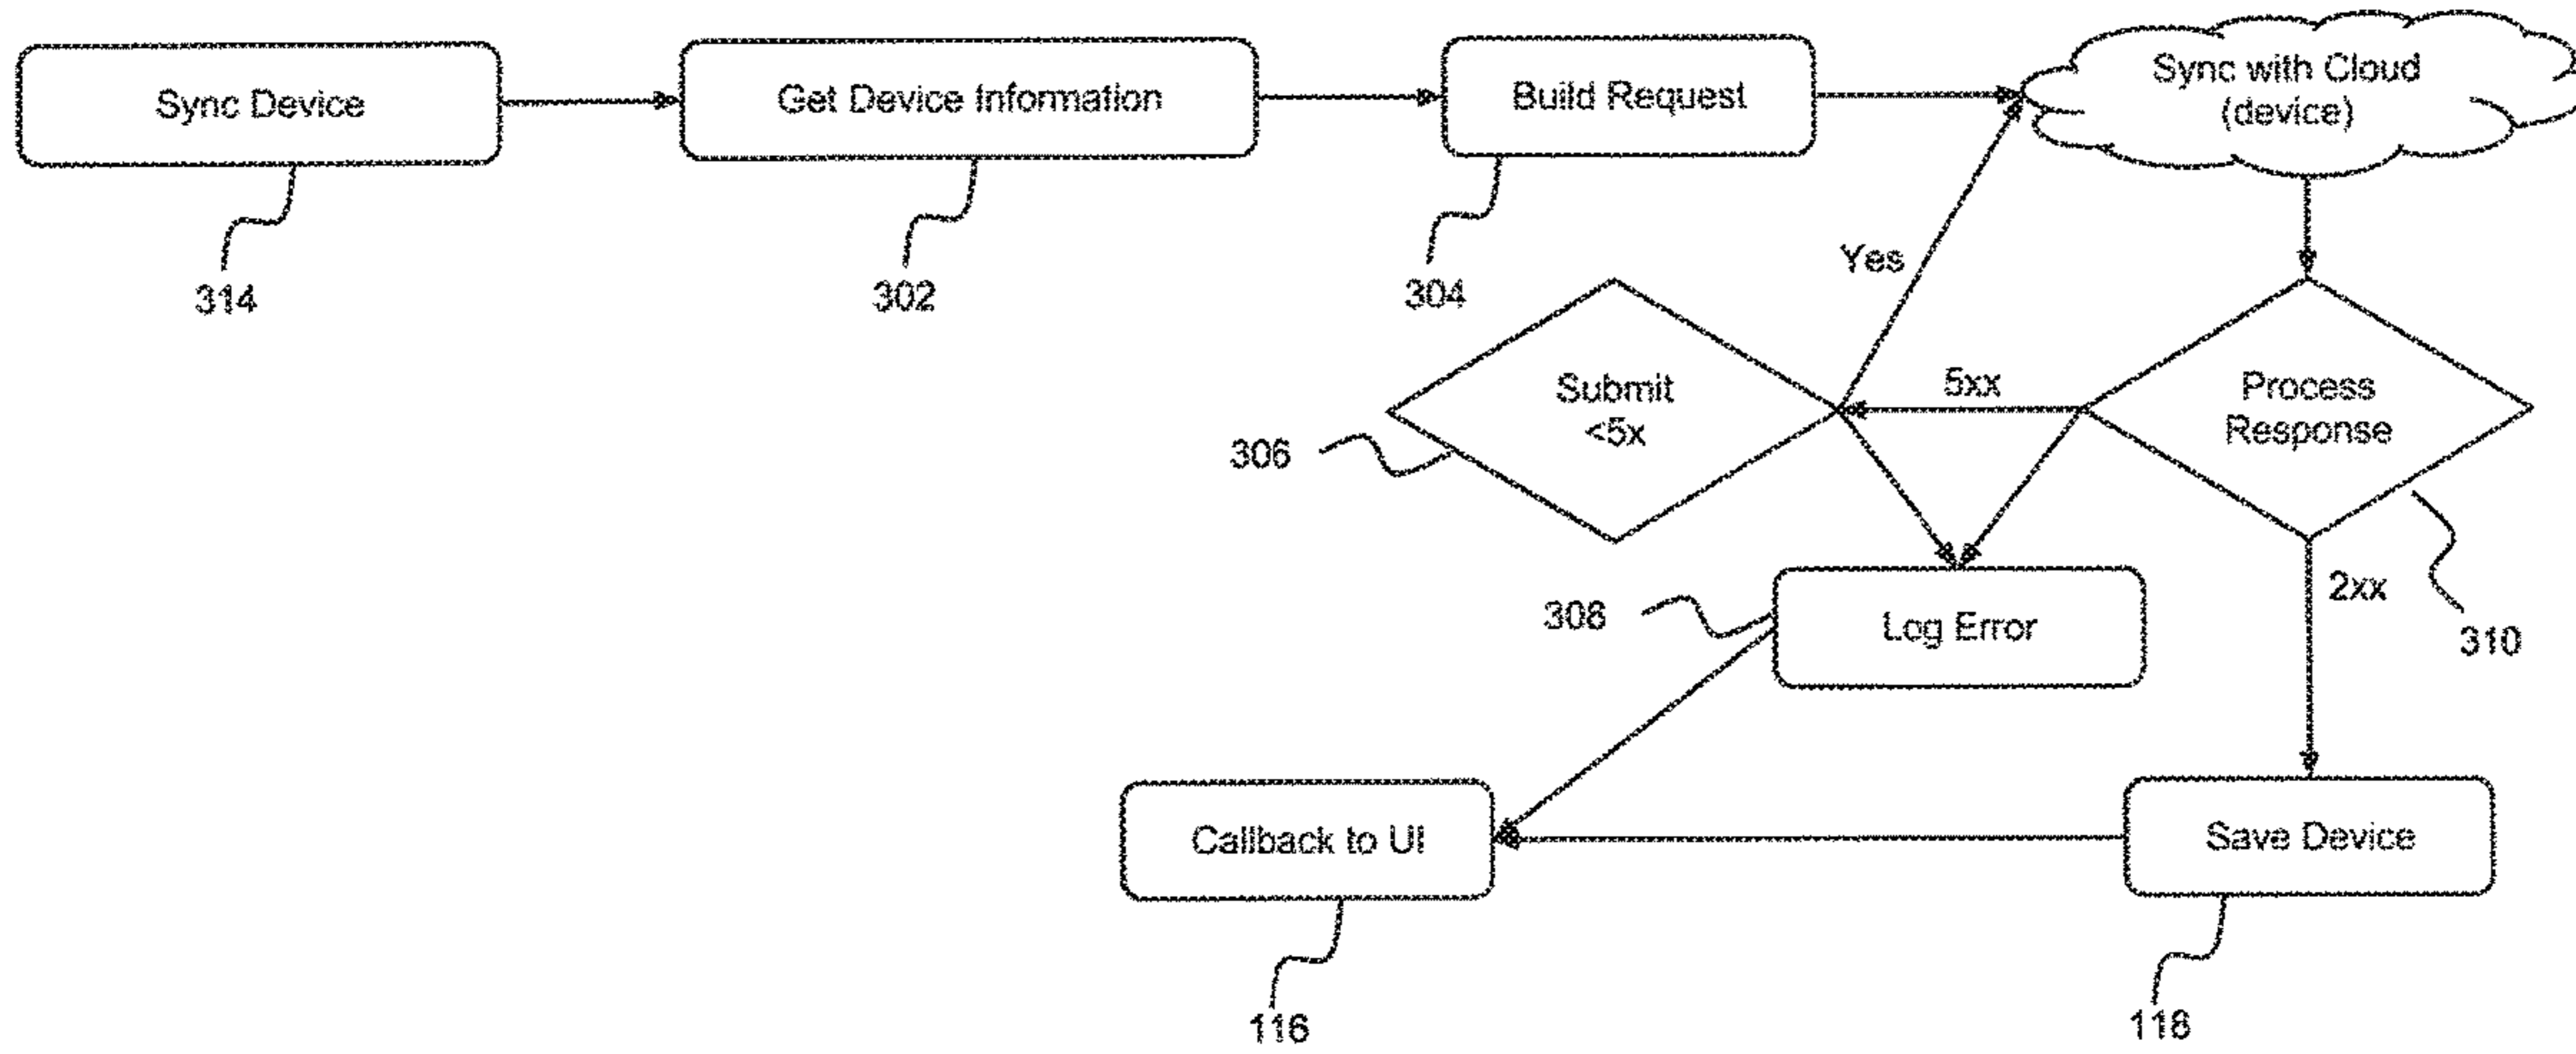 Sync Device
Get Device Information
Build Request
Sync with Cloud
(device)
314
302
304
Yes
Submit
<5x
5xx
Process
Response
306
308
Log Error
2xx
310
Callback to UI
Save Device
116
118